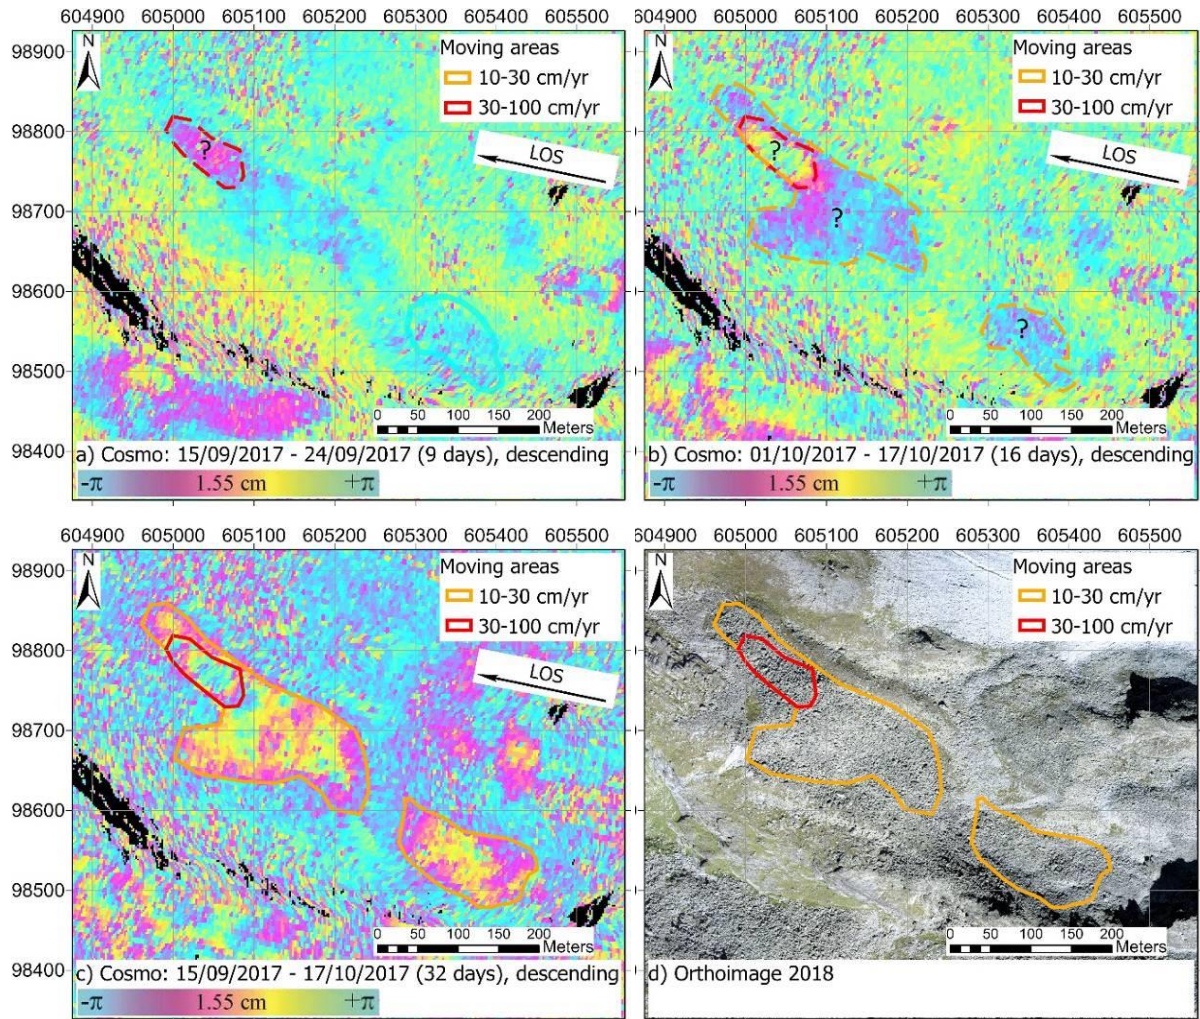 604900 605000 605100 605200 605300 605400 605500
604900 605000 605100 605200 605300 605400 605500
98900
98800
98700
98600
98500
98400
N
Moving areas
10-30 cm/yr
30-100 cm/yr
LOS
?
0 50 100 150 200
Meters
a) Cosmo: 15/09/2017 - 24/09/2017 (9 days), descending
-π 1.55 cm +π
N
Moving areas
10-30 cm/yr
30-100 cm/yr
LOS
?
?
?
0 50 100 150 200
Meters
b) Cosmo: 01/10/2017 - 17/10/2017 (16 days), descending
-π 1.55 cm +π
604900 605000 605100 605200 605300 605400 605500
604900 605000 605100 605200 605300 605400 605500
98900
98800
98700
98600
98500
98400
N
Moving areas
10-30 cm/yr
30-100 cm/yr
LOS
0 50 100 150 200
Meters
c) Cosmo: 15/09/2017 - 17/10/2017 (32 days), descending
-π 1.55 cm +π
N
Moving areas
10-30 cm/yr
30-100 cm/yr
0 50 100 150 200
Meters
d) Orthoimage 2018